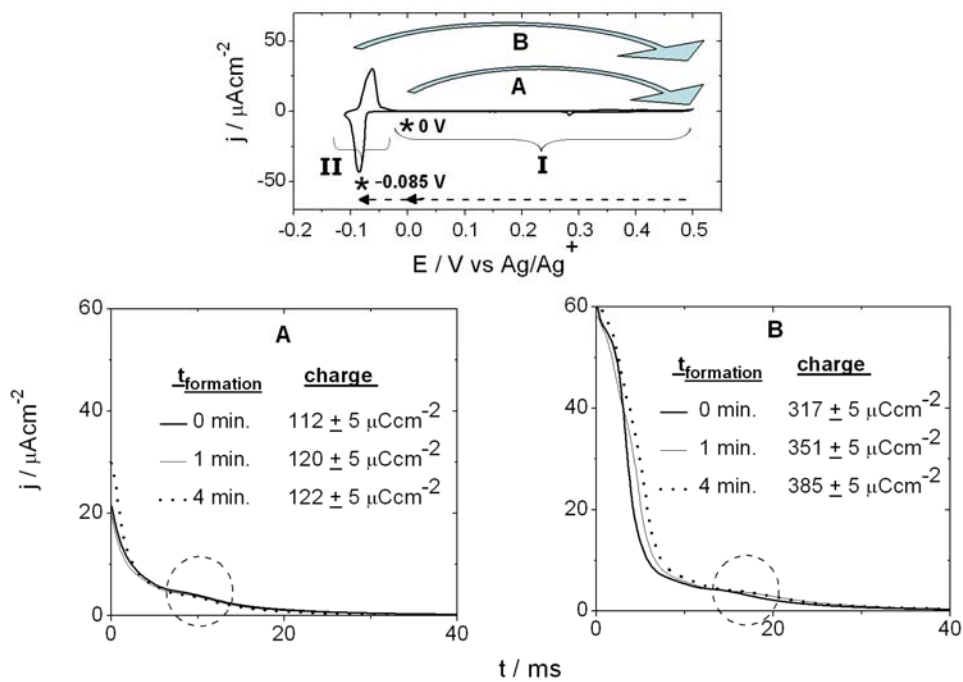 50
0
-50
j / μAcm⁻²
B
A
* 0 V
II
I
* −0.085 V
-0.2 -0.1 0.0 0.1 0.2 0.3 0.4 0.5
E / V vs Ag/Ag⁺
60
40
20
0
j / μAcm⁻²
A
t_formation charge
0 min. 112 ± 5 μCcm⁻²
1 min. 120 ± 5 μCcm⁻²
4 min. 122 ± 5 μCcm⁻²
0 20 40
60
40
20
0
B
t_formation charge
0 min. 317 ± 5 μCcm⁻²
1 min. 351 ± 5 μCcm⁻²
4 min. 385 ± 5 μCcm⁻²
0 20 40
t / ms